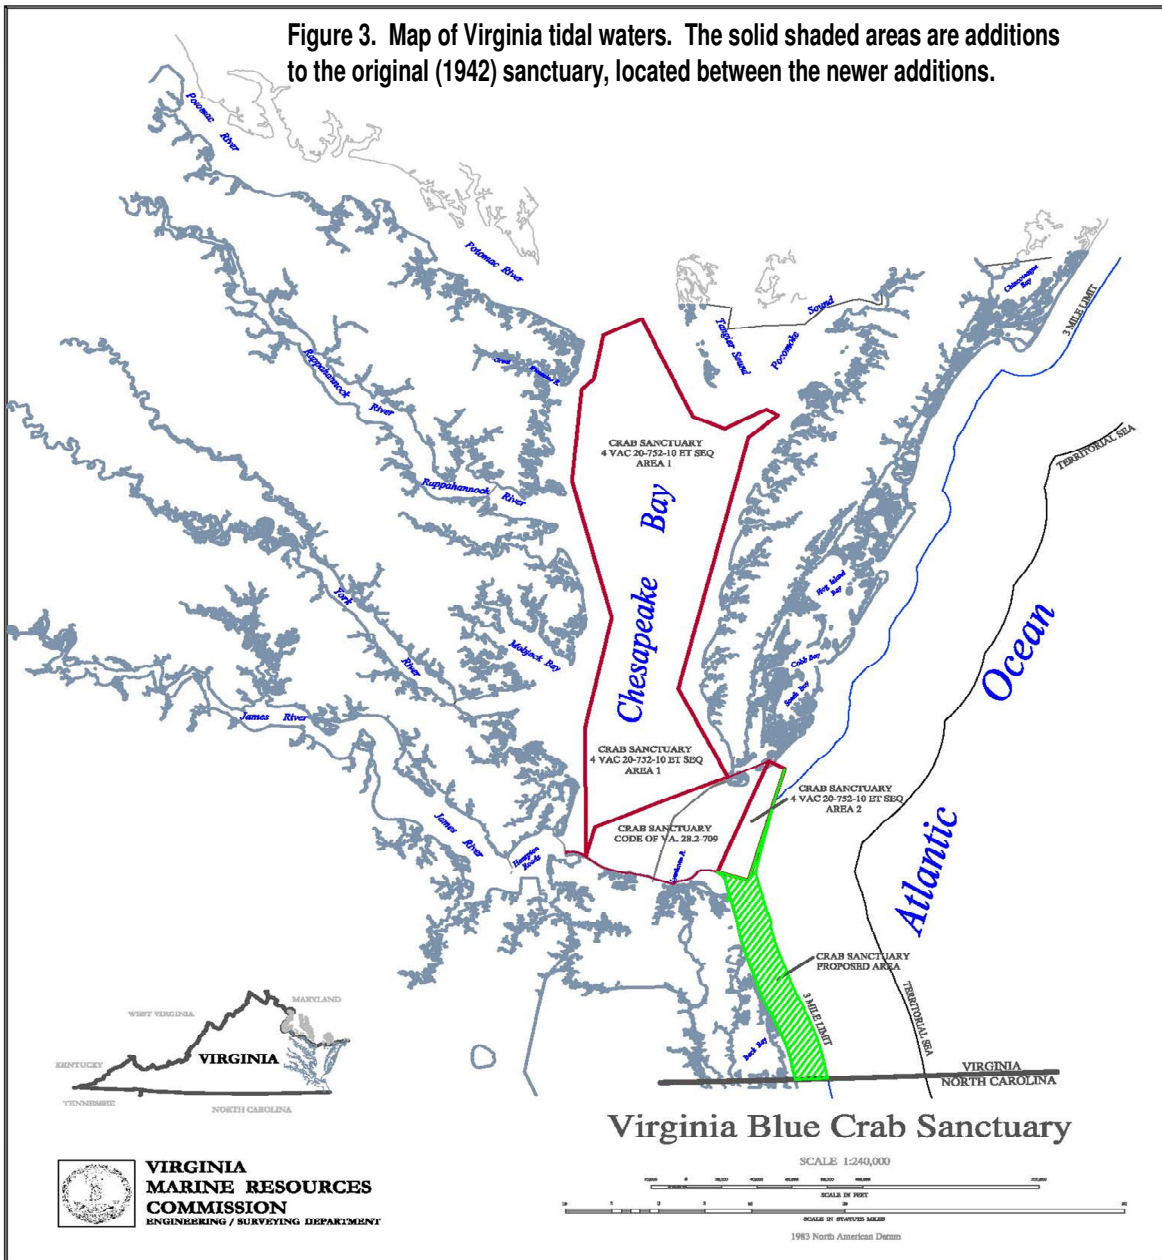 Figure 3. Map of Virginia tidal waters. The solid shaded areas are additions
to the original (1942) sanctuary, located between the newer additions.
Potomac River
Potomac River
Chincoteague
Bay
3 MILE LIMIT
Tangier Sound
Pocomoke Sound
Great
Rappahannock River
CRAB SANCTUARY
4 VAC 20-752-10 ET SEQ
AREA 1
TERRITORIAL SEA
Rappahannock River
Chesapeake Bay
Hog Island
Bay
York River
Mobjack Bay
Cobb Bay
South Bay
Atlantic Ocean
James River
CRAB SANCTUARY
4 VAC 20-752-10 ET SEQ
AREA 1
CRAB SANCTUARY
4 VAC 20-752-10 ET SEQ
AREA 2
James River
CRAB SANCTUARY
CODE OF VA. 28.2-709
Hampton
Roads
CRAB SANCTUARY
PROPOSED AREA
3 MILE LIMIT
TERRITORIAL SEA
Back Bay
VIRGINIA
NORTH CAROLINA
MARYLAND
WEST VIRGINIA
VIRGINIA
KENTUCKY
TENNESSEE
NORTH CAROLINA
Virginia Blue Crab Sanctuary
SCALE 1:240,000
SCALE IN FEET
SCALE IN STATUTE MILES
1983 North American Datum
VIRGINIA
MARINE RESOURCES
COMMISSION
ENGINEERING / SURVEYING DEPARTMENT